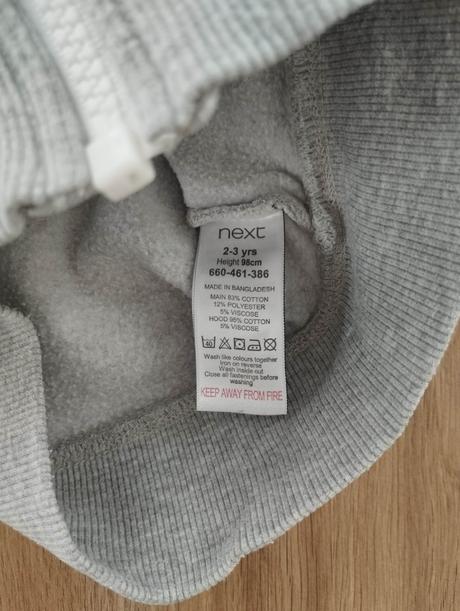 next
2-3 yrs
Height 98cm
660-461-386
MADE IN BANGLADESH
MAIN 83% COTTON
12% POLYESTER
5% VISCOSE
HOOD 95% COTTON
5% VISCOSE
40
Wash like colours together
Iron on reverse
Wash inside out
Close all fastenings before
washing
KEEP AWAY FROM FIRE